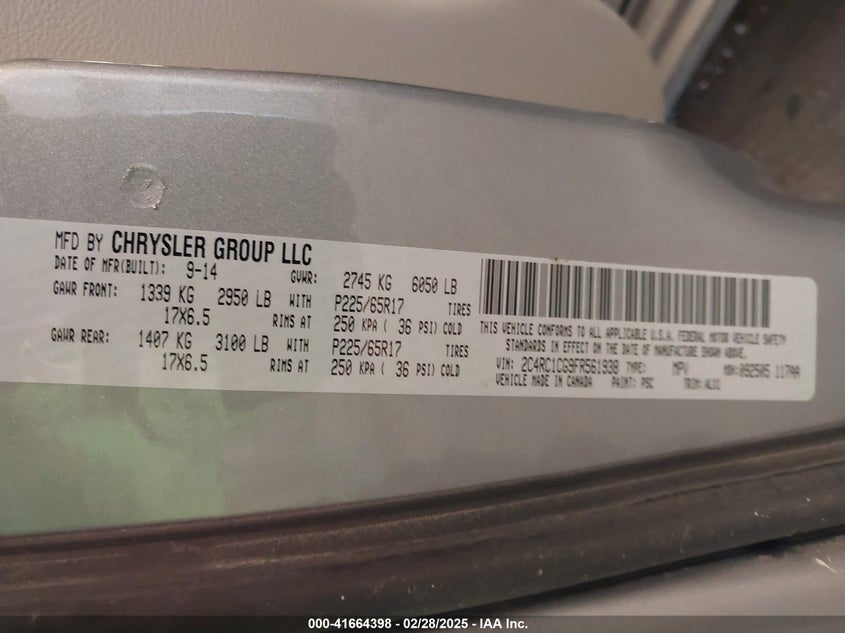 MFD BY CHRYSLER GROUP LLC
DATE OF MFR(BUILT): 9-14 GVWR: 2745 KG 6050 LB
GAWR FRONT: 1339 KG 2950 LB WITH P225/65R17 TIRES
17X6.5 RIMS AT 250 KPA ( 36 PSI) COLD
GAWR REAR: 1407 KG 3100 LB WITH P225/65R17 TIRES
17X6.5 RIMS AT 250 KPA ( 36 PSI) COLD
THIS VEHICLE CONFORMS TO ALL APPLICABLE U.S.A. FEDERAL MOTOR VEHICLE SAFETY
STANDARDS IN EFFECT ON THE DATE OF MANUFACTURE SHOWN ABOVE.
VIN: 2C4RC1CG9FR561938 TYPE: MPV MDH: 092505 117AA
VEHICLE MADE IN CANADA PAINT: PSC TRIM:
000-41664398 - 02/28/2025 - IAA Inc.